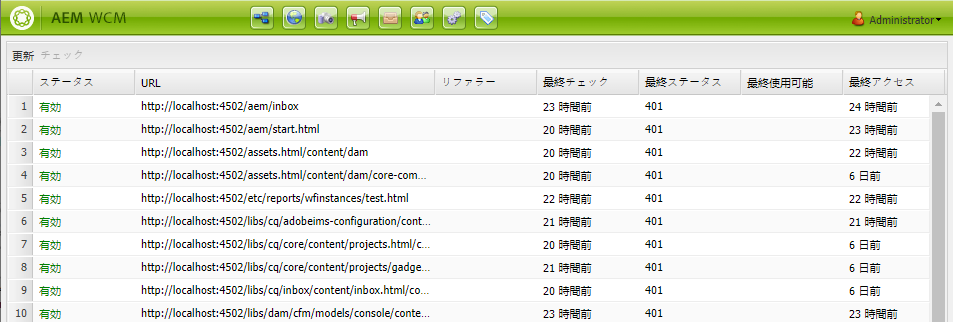 AEM WCM
Administrator
更新 チェック
ステータス URL リファラー 最終チェック 最終ステータス 最終使用可能 最終アクセス
1 有効 http://localhost:4502/aem/inbox 23 時間前 401 24 時間前
2 有効 http://localhost:4502/aem/start.html 20 時間前 401 23 時間前
3 有効 http://localhost:4502/assets.html/content/dam 20 時間前 401 22 時間前
4 有効 http://localhost:4502/assets.html/content/dam/core-com... 20 時間前 401 6 日前
5 有効 http://localhost:4502/etc/reports/wfinstances/test.html 22 時間前 401 22 時間前
6 有効 http://localhost:4502/libs/cq/adobeims-configuration/cont... 21 時間前 401 21 時間前
7 有効 http://localhost:4502/libs/cq/core/content/projects.html/c... 20 時間前 401 6 日前
8 有効 http://localhost:4502/libs/cq/core/content/projects/gadge... 21 時間前 401 6 日前
9 有効 http://localhost:4502/libs/cq/inbox/content/inbox.html/co... 20 時間前 401 6 日前
10 有効 http://localhost:4502/libs/dam/cfm/models/console/conte... 23 時間前 401 23 時間前